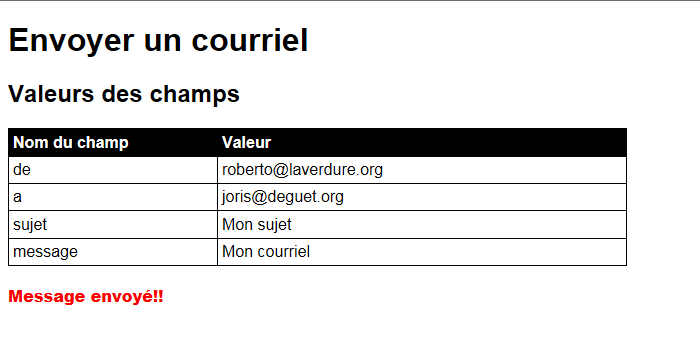 Envoyer un courriel
Valeurs des champs
Nom du champ Valeur
de roberto@laverdure.org
a joris@deguet.org
sujet Mon sujet
message Mon courriel
Message envoyé!!